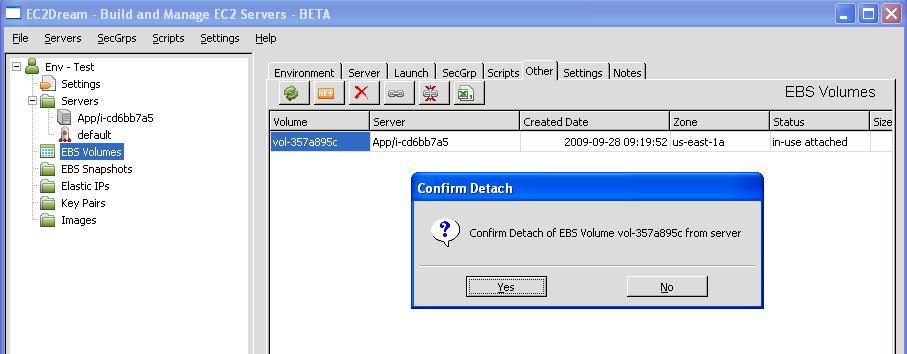 EC2Dream - Build and Manage EC2 Servers - BETA
File Servers SecGrps Scripts Settings Help
Env - Test
Settings
Servers
App/i-cd6bb7a5
default
EBS Volumes
EBS Snapshots
Elastic IPs
Key Pairs
Images
Environment Server Launch SecGrp Scripts Other Settings Notes
NEW
EBS Volumes
Volume Server Created Date Zone Status Size
vol-357a895c App/i-cd6bb7a5 2009-09-28 09:19:52 us-east-1a in-use attached
Confirm Detach
Confirm Detach of EBS Volume vol-357a895c from server
Yes No